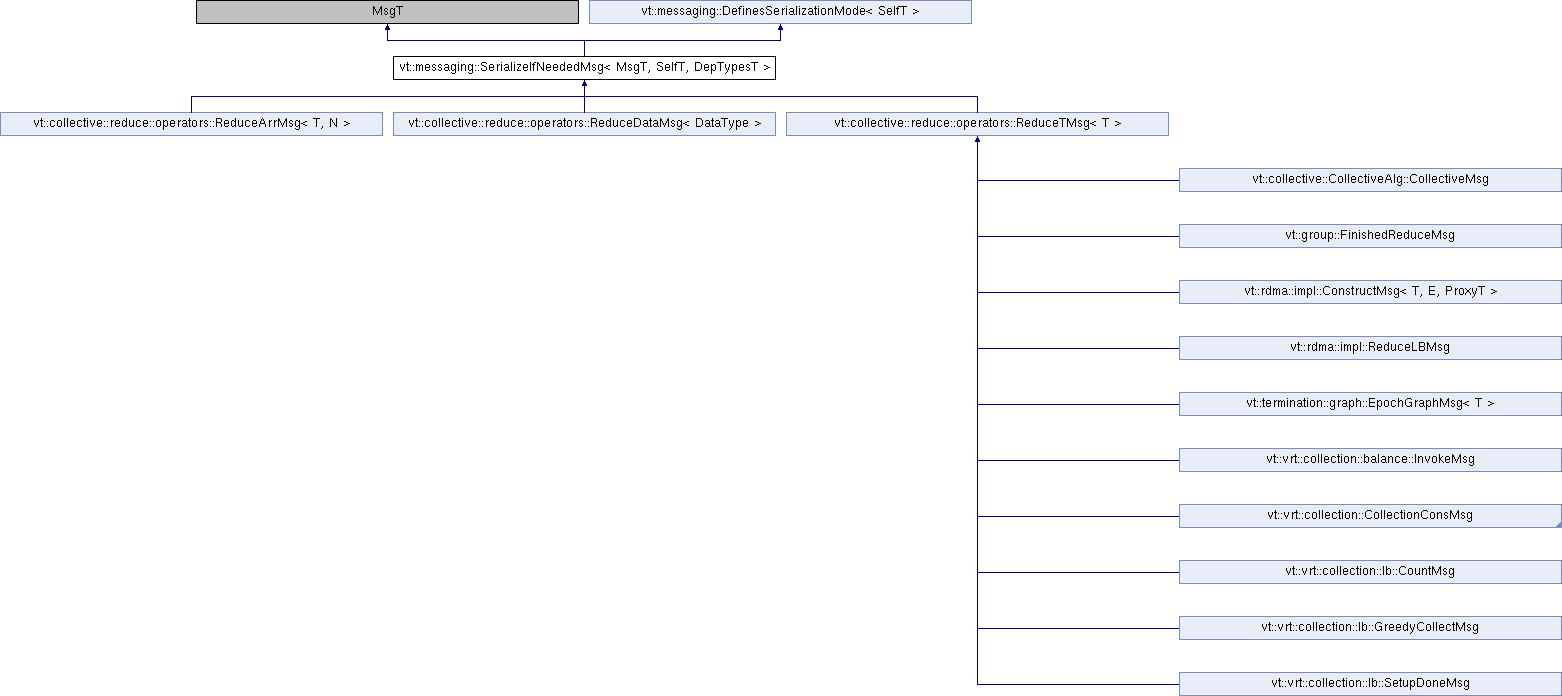 MsgT
vt::messaging::DefinesSerializationMode< SelfT >
vt::messaging::SerializeIfNeededMsg< MsgT, SelfT, DepTypesT >
vt::collective::reduce::operators::ReduceArrMsg< T, N >
vt::collective::reduce::operators::ReduceDataMsg< DataType >
vt::collective::reduce::operators::ReduceTMsg< T >
vt::collective::CollectiveAlg::CollectiveMsg
vt::group::FinishedReduceMsg
vt::rdma::impl::ConstructMsg< T, E, ProxyT >
vt::rdma::impl::ReduceLBMsg
vt::termination::graph::EpochGraphMsg< T >
vt::vrt::collection::balance::InvokeMsg
vt::vrt::collection::CollectionConsMsg
vt::vrt::collection::lb::CountMsg
vt::vrt::collection::lb::GreedyCollectMsg
vt::vrt::collection::lb::SetupDoneMsg